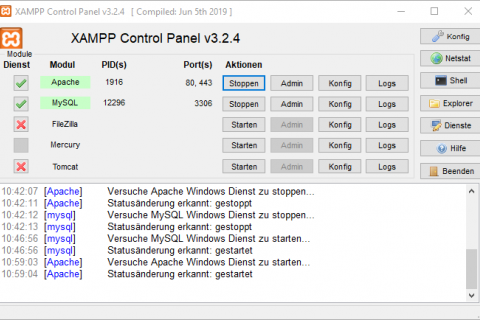 XAMPP Control Panel v3.2.4 [ Compiled: Jun 5th 2019 ]
XAMPP Control Panel v3.2.4
Konfig
Module
Dienst Modul PID(s) Port(s) Aktionen
Netstat
Apache 1916 80, 443 Stoppen Admin Konfig Logs
Shell
MySQL 12296 3306 Stoppen Admin Konfig Logs
Explorer
FileZilla Starten Admin Konfig Logs
Dienste
Mercury Starten Admin Konfig Logs
Hilfe
Tomcat Starten Admin Konfig Logs
Beenden
10:42:07 [Apache] Versuche Apache Windows Dienst zu stoppen...
10:42:11 [Apache] Statusänderung erkannt: gestoppt
10:42:12 [mysql] Versuche MySQL Windows Dienst zu stoppen...
10:42:13 [mysql] Statusänderung erkannt: gestoppt
10:46:56 [mysql] Versuche MySQL Windows Dienst zu starten...
10:46:56 [mysql] Statusänderung erkannt: gestartet
10:59:03 [Apache] Versuche Apache Windows Dienst zu starten...
10:59:04 [Apache] Statusänderung erkannt: gestartet